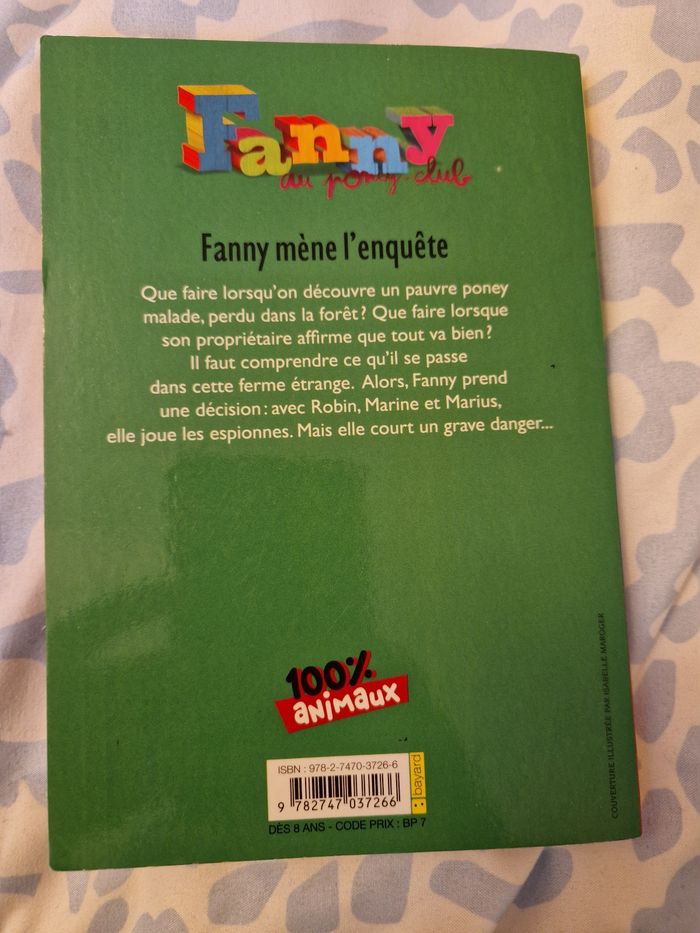 Fanny
au poney-club
Fanny mène l'enquête
Que faire lorsqu'on découvre un pauvre poney
malade, perdu dans la forêt ? Que faire lorsque
son propriétaire affirme que tout va bien ?
Il faut comprendre ce qu'il se passe
dans cette ferme étrange. Alors, Fanny prend
une décision : avec Robin, Marine et Marius,
elle joue les espionnes. Mais elle court un grave danger...
100%
animaux
ISBN : 978-2-7470-3726-6
9 782747 037266
bayard
DÈS 8 ANS - CODE PRIX : BP 7
COUVERTURE ILLUSTRÉE PAR ISABELLE MAROGER